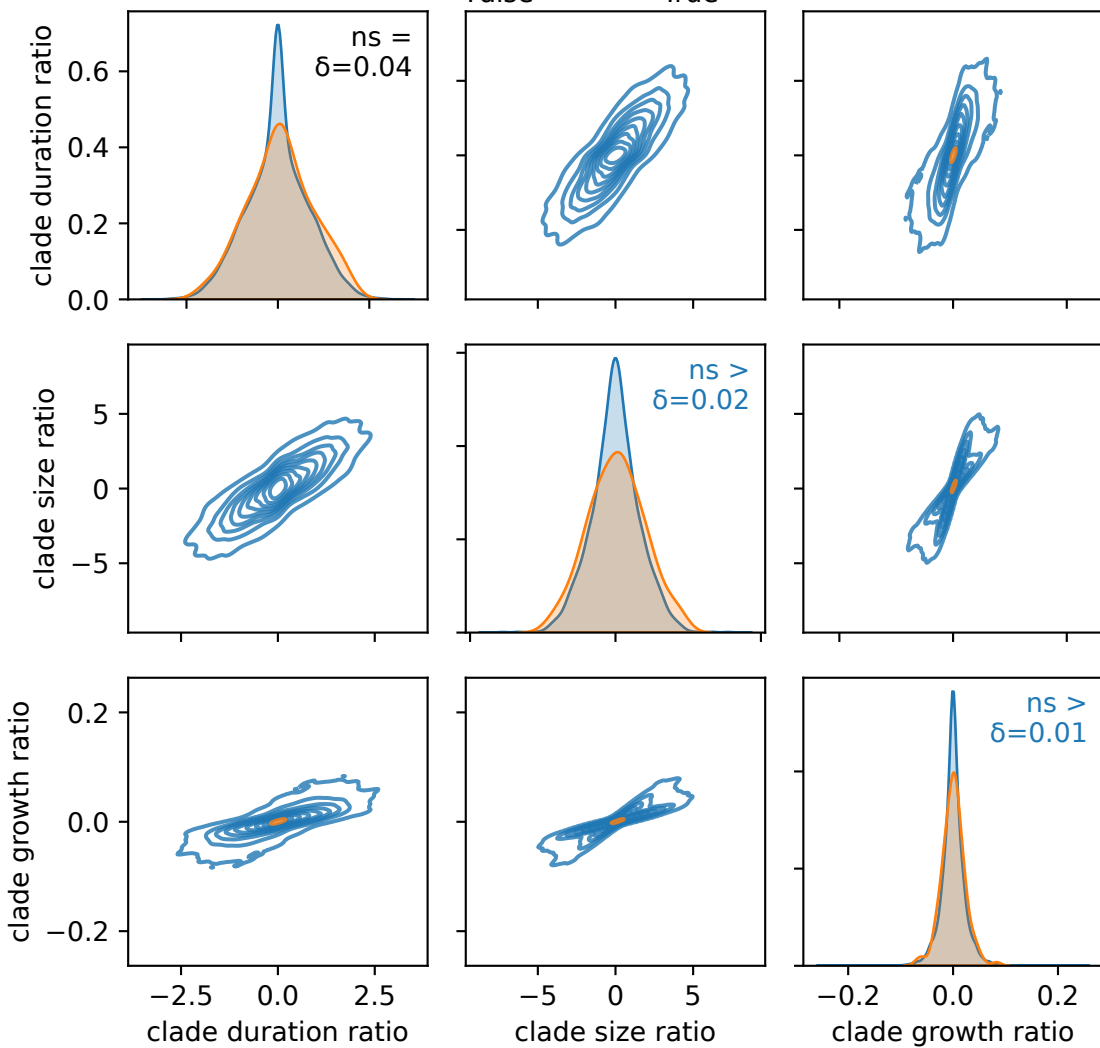 clade duration ratio
0.6
0.4
0.2
0.0
ns =
δ=0.04
clade size ratio
5
0
−5
ns >
δ=0.02
clade growth ratio
0.2
0.0
−0.2
ns >
δ=0.01
−2.5 0.0 2.5
clade duration ratio
−5 0 5
clade size ratio
−0.2 0.0 0.2
clade growth ratio